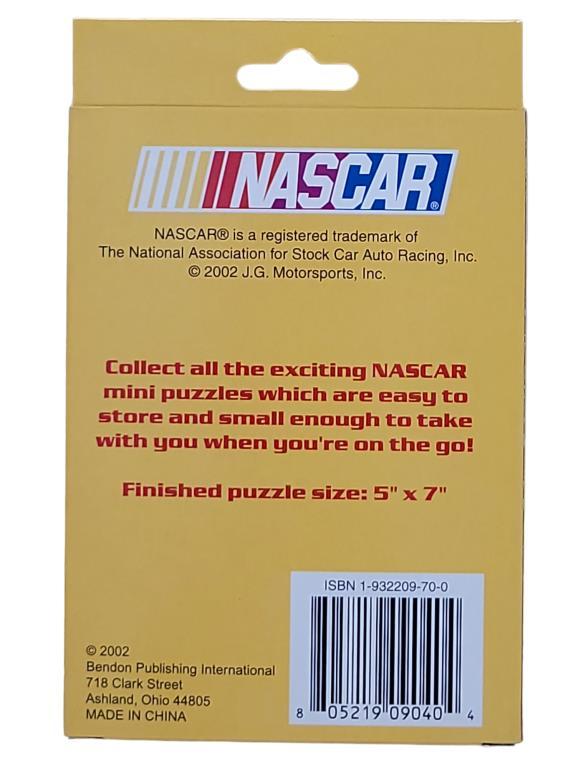 NASCAR®
NASCAR® is a registered trademark of
The National Association for Stock Car Auto Racing, Inc.
© 2002 J.G. Motorsports, Inc.
Collect all the exciting NASCAR
mini puzzles which are easy to
store and small enough to take
with you when you're on the go!
Finished puzzle size: 5" x 7"
© 2002
Bendon Publishing International
718 Clark Street
Ashland, Ohio 44805
MADE IN CHINA
ISBN 1-932209-70-0
8 05219 09040 4